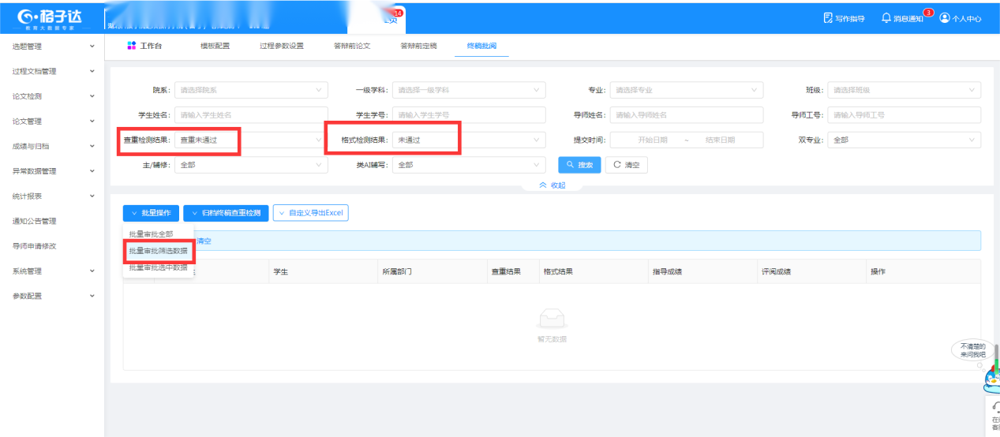 格子达 14 写作指导 消息通知 3 个人中心
教育大数据专家
选题管理
过程文档管理
论文检测
论文管理
成绩与归档
异常数据管理
统计报表
通知公告管理
导师申请修改
系统管理
参数配置
工作台 模板配置 过程参数设置 答辩前论文 答辩前定稿 终稿批阅
院系: 请选择院系 一级学科: 请选择一级学科 专业: 请选择专业 班级: 请选择班级
学生姓名: 请输入学生姓名 学生学号: 请输入学生学号 导师姓名: 请输入导师姓名 导师工号: 请输入导师工号
查重检测结果: 查重未通过 格式检测结果: 未通过 提交时间: 开始日期 ~ 结束日期 双专业: 全部
主/辅修: 全部 类AI辅写: 全部 搜索 清空
收起
批量操作 归档终稿查重检测 自定义导出Excel
批量审批全部
清空
批量审批筛选数据
批量审批选中数据
学生 所属部门 查重结果 格式结果 指导成绩 评阅成绩 操作
暂无数据
不清楚的
来问我吧